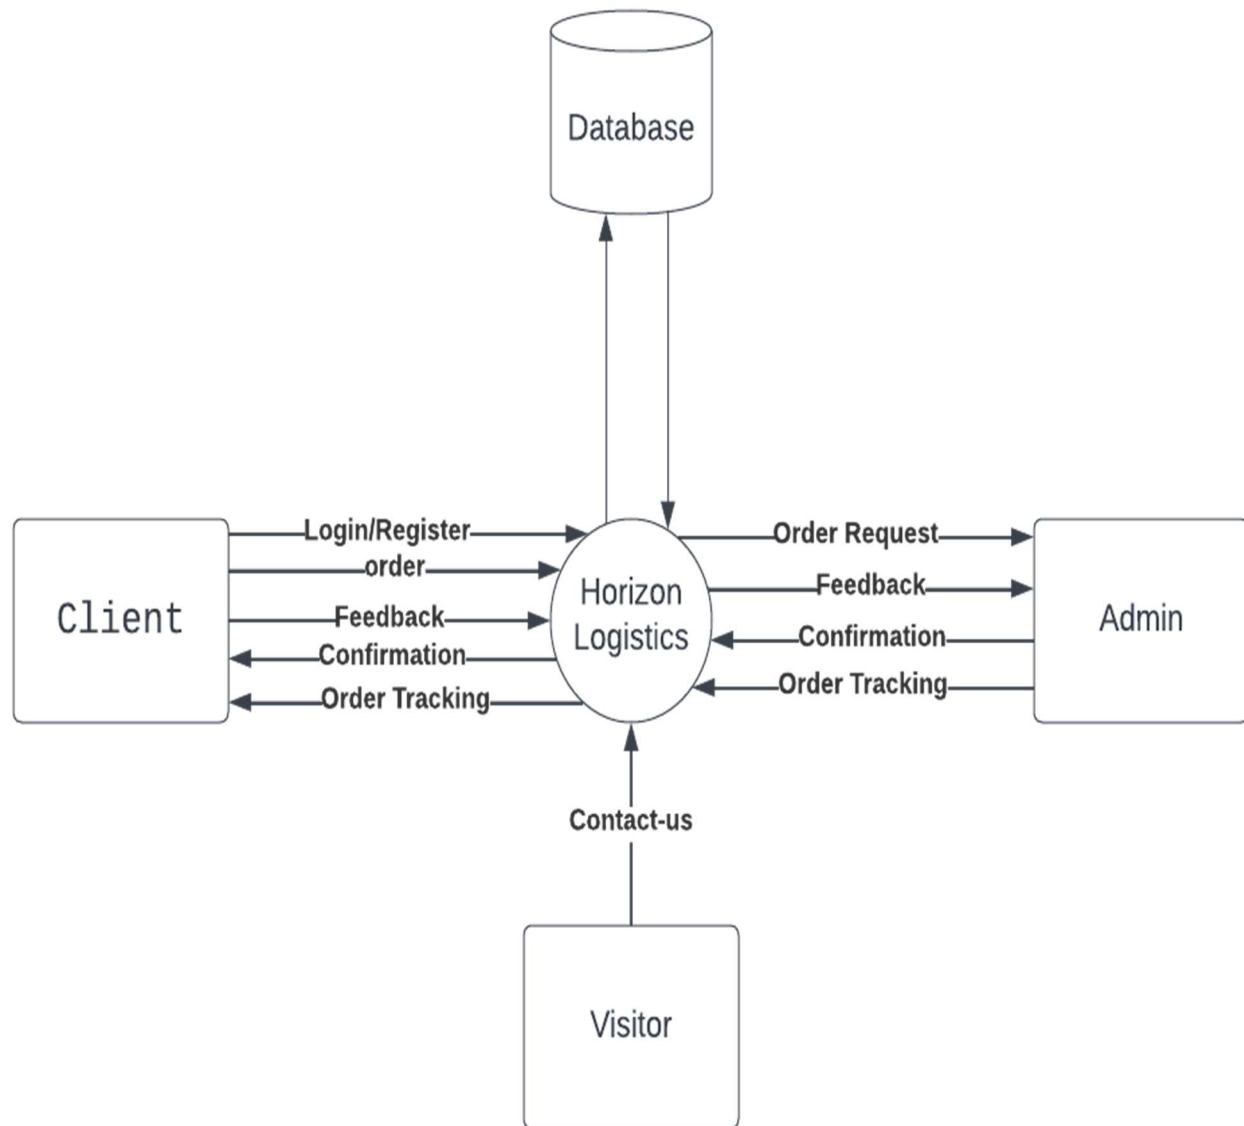 Database
Login/Register
order
Feedback
Confirmation
Order Tracking
Client
Horizon
Logistics
Order Request
Feedback
Confirmation
Order Tracking
Admin
Contact-us
Visitor